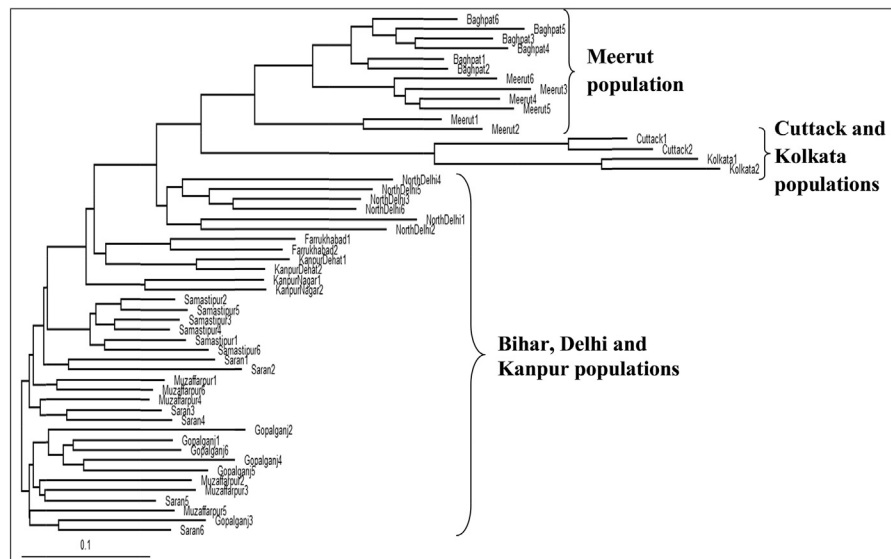 Baghpat6
Baghpat5
Baghpat3
Baghpat4
Baghpat1
Baghpat2
Meerut6
Meerut3
Meerut4
Meerut5
Meerut1
Meerut2
Meerut
population
Cuttack1
Cuttack2
Kolkata1
Kolkata2
Cuttack and
Kolkata
populations
NorthDelhi4
NorthDelhi5
NorthDelhi3
NorthDelhi6
NorthDelhi1
NorthDelhi2
Farrukhabad1
Farrukhabad2
KanpurDehat1
KanpurDehat2
KanpurNagar1
KanpurNagar2
Samastipur2
Samastipur5
Samastipur3
Samastipur4
Samastipur1
Samastipur6
Saran1
Saran2
Muzaffarpur1
Muzaffarpur6
Muzaffarpur4
Saran3
Saran4
Gopalganj2
Gopalganj1
Gopalganj6
Gopalganj4
Gopalganj5
Muzaffarpur2
Muzaffarpur3
Saran5
Muzaffarpur5
Gopalganj3
Saran6
Bihar, Delhi and
Kanpur populations
0.1